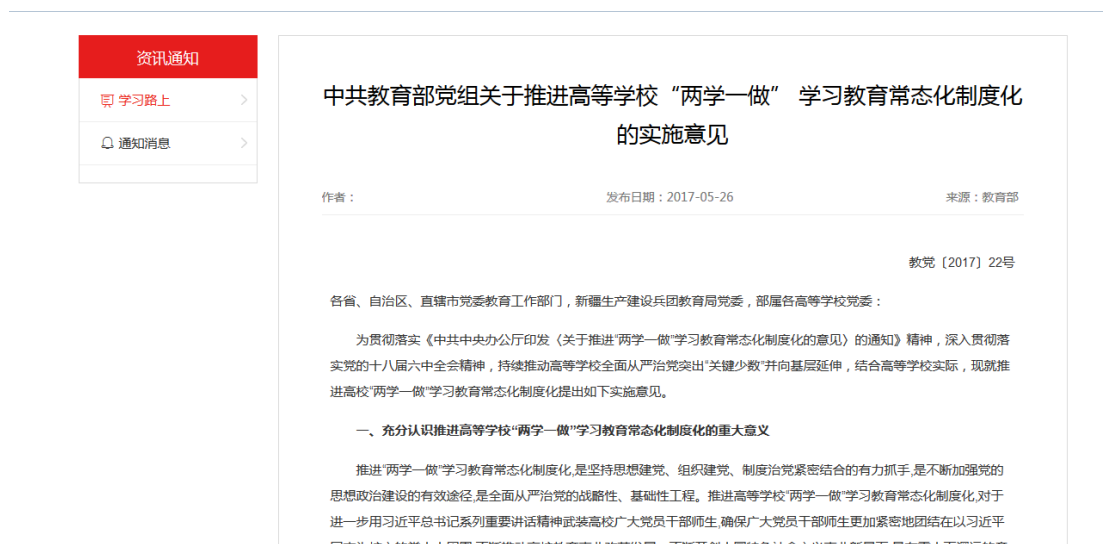 资讯通知
学习路上
通知消息
中共教育部党组关于推进高等学校“两学一做” 学习教育常态化制度化
的实施意见
作者： 发布日期：2017-05-26 来源：教育部
教党〔2017〕22号
各省、自治区、直辖市党委教育工作部门，新疆生产建设兵团教育局党委，部属各高等学校党委：
为贯彻落实《中共中央办公厅印发〈关于推进“两学一做”学习教育常态化制度化的意见〉的通知》精神，深入贯彻落
实党的十八届六中全会精神，持续推动高等学校全面从严治党突出“关键少数”并向基层延伸，结合高等学校实际，现就推
进高校“两学一做”学习教育常态化制度化提出如下实施意见。
一、充分认识推进高等学校“两学一做”学习教育常态化制度化的重大意义
推进“两学一做”学习教育常态化制度化,是坚持思想建党、组织建党、制度治党紧密结合的有力抓手,是不断加强党的
思想政治建设的有效途径,是全面从严治党的战略性、基础性工程。推进高等学校“两学一做”学习教育常态化制度化,对于
进一步用习近平总书记系列重要讲话精神武装高校广大党员干部师生,确保广大党员干部师生更加紧密地团结在以习近平